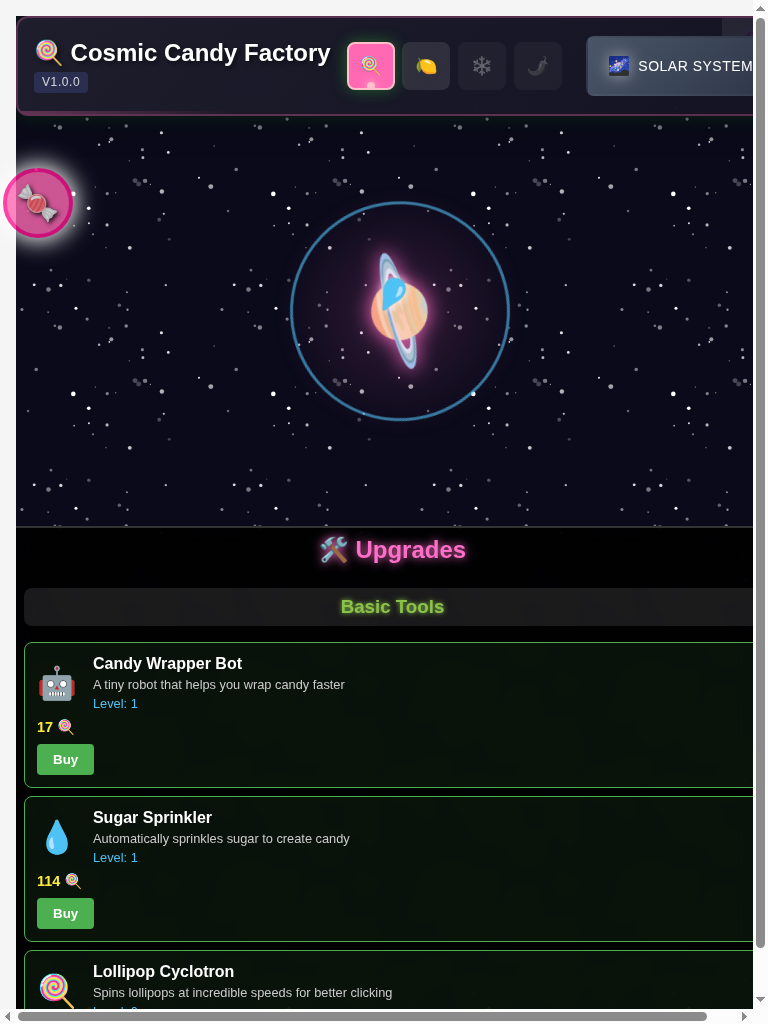 Cosmic Candy Factory
V1.0.0
SOLAR SYSTEM
Upgrades
Basic Tools
Candy Wrapper Bot
A tiny robot that helps you wrap candy faster
Level: 1
17
Buy
Sugar Sprinkler
Automatically sprinkles sugar to create candy
Level: 1
114
Buy
Lollipop Cyclotron
Spins lollipops at incredible speeds for better clicking